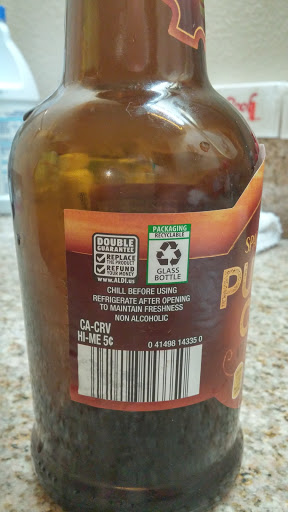 DOUBLE
GUARANTEE
REPLACE
THE PRODUCT
REFUND
YOUR MONEY
WWW.ALDI.us
PACKAGING
RECYCLABLE
GLASS
BOTTLE
CHILL BEFORE USING
REFRIGERATE AFTER OPENING
TO MAINTAIN FRESHNESS
NON ALCOHOLIC
CA-CRV
HI-ME 5¢
0 41498 14335 0